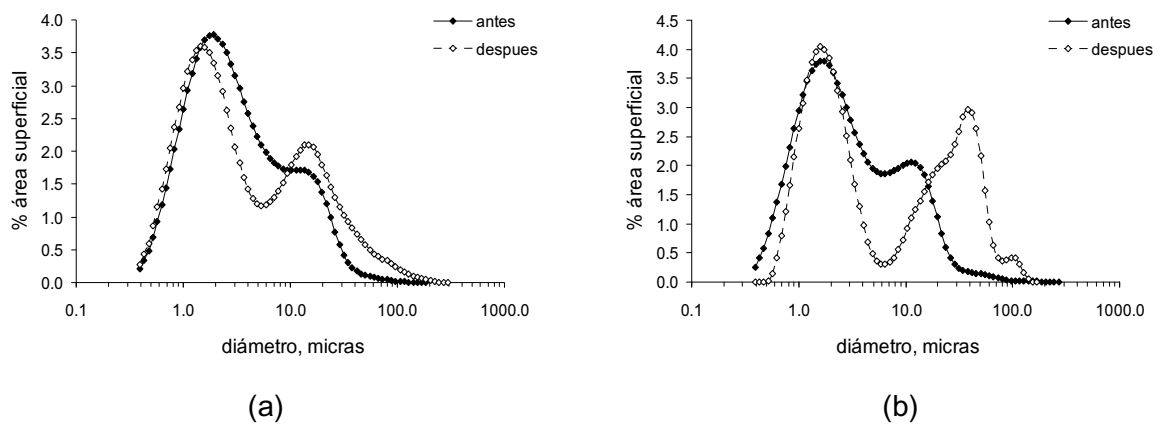 antes
despues
4.0
3.5
3.0
2.5
2.0
1.5
1.0
0.5
0.0
% área superficial
0.1 1.0 10.0 100.0 1000.0
diámetro, micras
(a)
antes
despues
4.5
4.0
3.5
3.0
2.5
2.0
1.5
1.0
0.5
0.0
% área superficial
0.1 1.0 10.0 100.0 1000.0
diámetro, micras
(b)